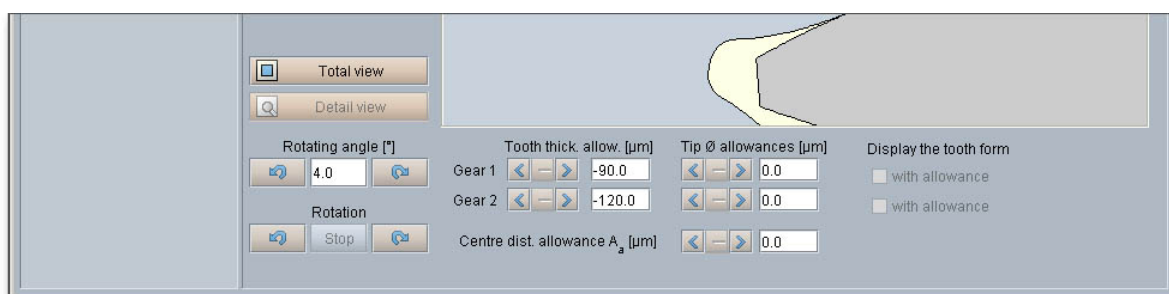 Total view
Detail view
Rotating angle [°]
4.0
Rotation
Stop
Tooth thick. allow. [µm] Tip Ø allowances [µm]
Gear 1 -90.0 0.0
Gear 2 -120.0 0.0
Centre dist. allowance Aa [µm] 0.0
Display the tooth form
with allowance
with allowance